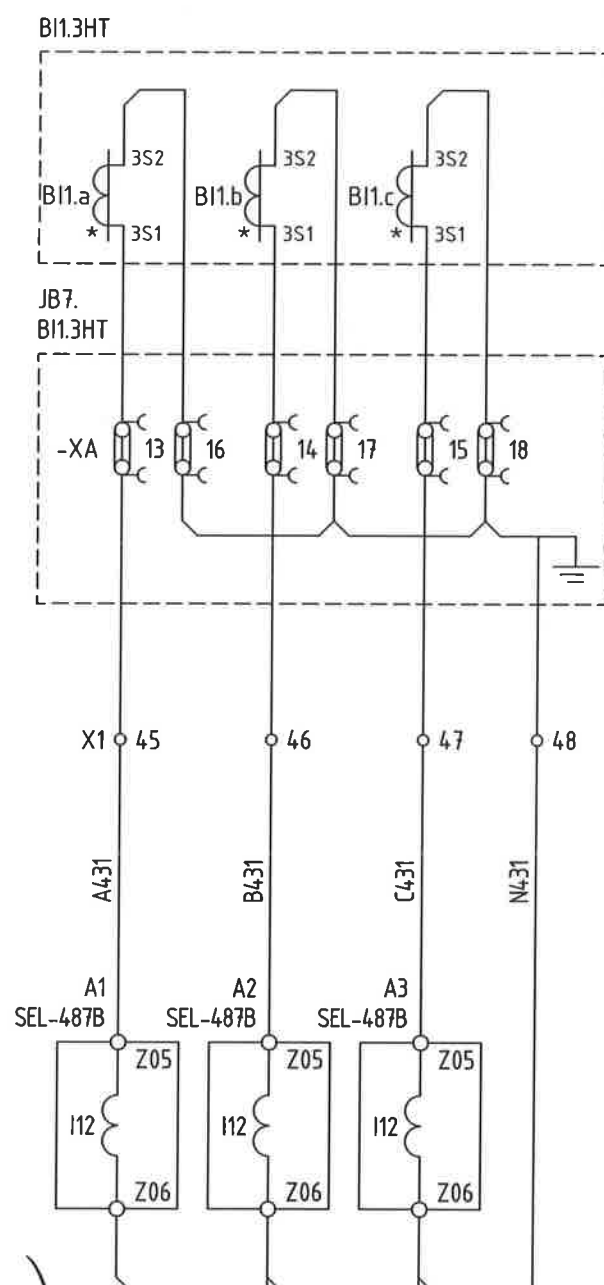 BI1.3HT
3S2 3S2 3S2
BI1.a BI1.b BI1.c
* 3S1 * 3S1 * 3S1
JB7.
BI1.3HT
-XA 13 16 14 17 15 18
X1 45 46 47 48
A431 B431 C431 N431
A1 A2 A3
SEL-487B SEL-487B SEL-487B
Z05 Z05 Z05
I12 I12 I12
Z06 Z06 Z06